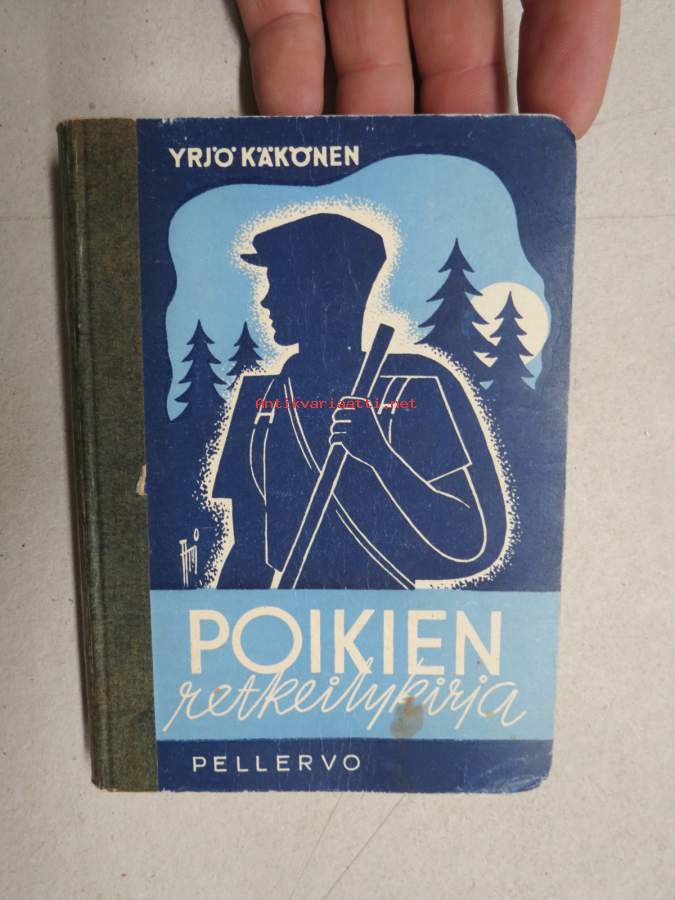 YRJÖ KÄKÖNEN
Antikvariaatti.net
POIKIEN
retkeilykirja
PELLERVO